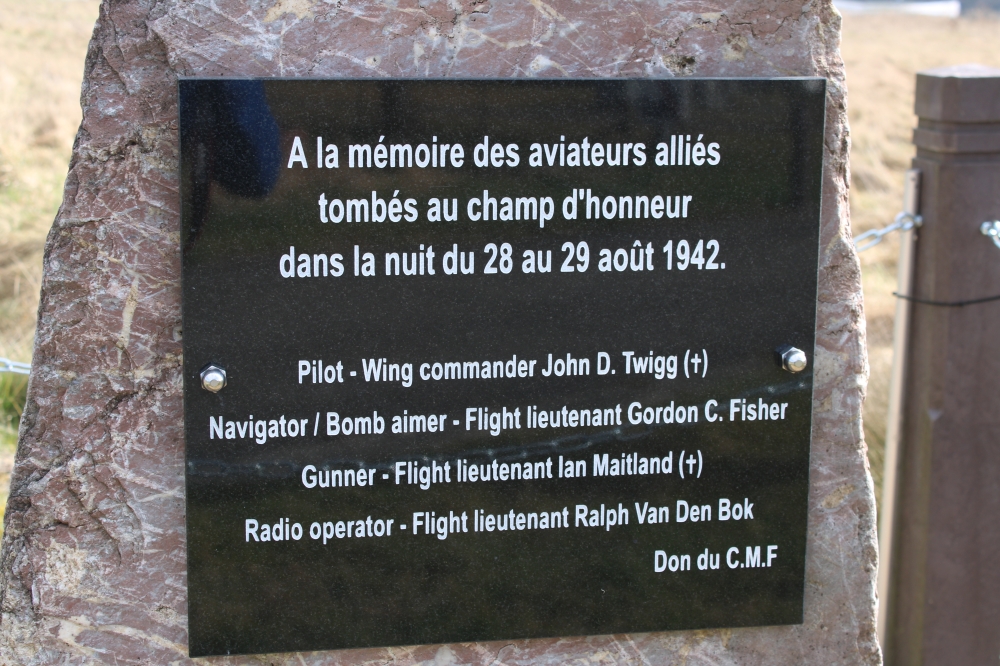 A la mémoire des aviateurs alliés
tombés au champ d'honneur
dans la nuit du 28 au 29 août 1942.
Pilot - Wing commander John D. Twigg (✝)
Navigator / Bomb aimer - Flight lieutenant Gordon C. Fisher
Gunner - Flight lieutenant Ian Maitland (✝)
Radio operator - Flight lieutenant Ralph Van Den Bok
Don du C.M.F